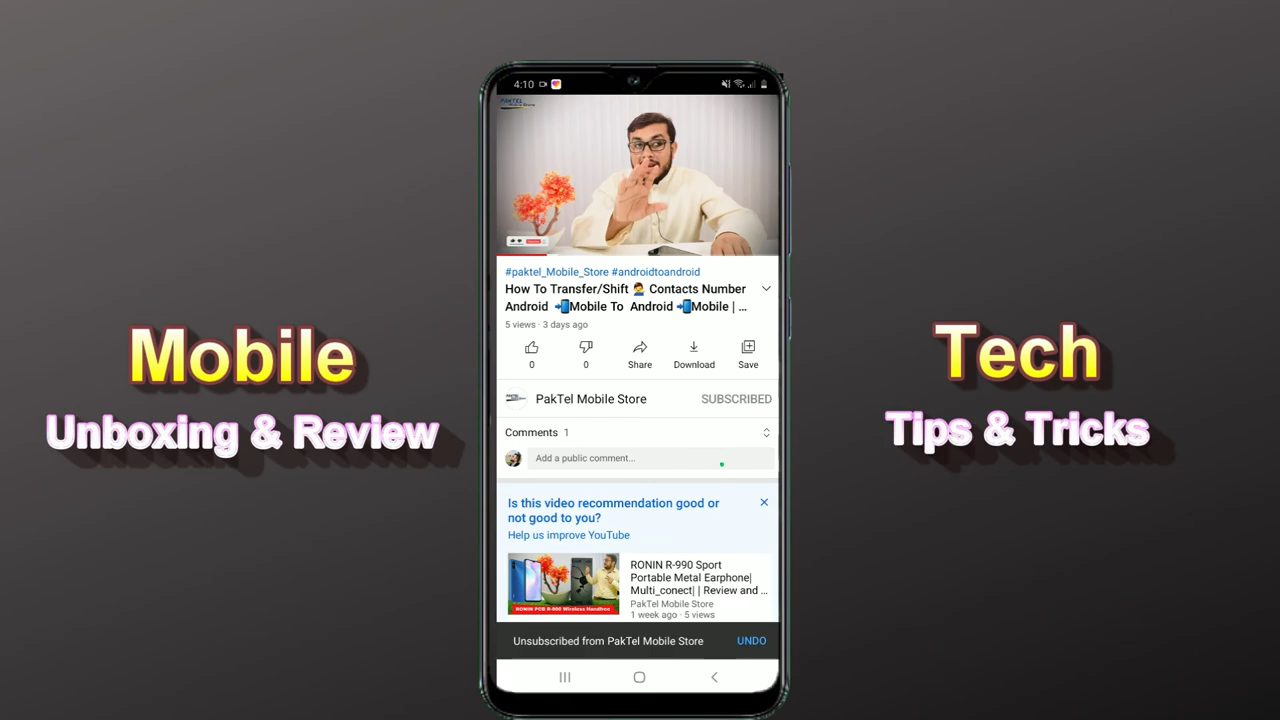 4:10
PAKTEL
#paktel_Mobile_Store #androidtoandroid
How To Transfer/Shift 🙅‍♂️ Contacts Number
Android 📲Mobile To Android 📲Mobile | ...
5 views · 3 days ago
0
0
Share
Download
Save
PakTel Mobile Store
SUBSCRIBED
Comments 1
Add a public comment...
Is this video recommendation good or
not good to you?
Help us improve YouTube
RONIN R-990 Sport
Portable Metal Earphone|
Multi_conect| | Review and ...
PakTel Mobile Store
1 week ago · 5 views
Unsubscribed from PakTel Mobile Store
UNDO
Mobile
Unboxing & Review
Tech
Tips & Tricks